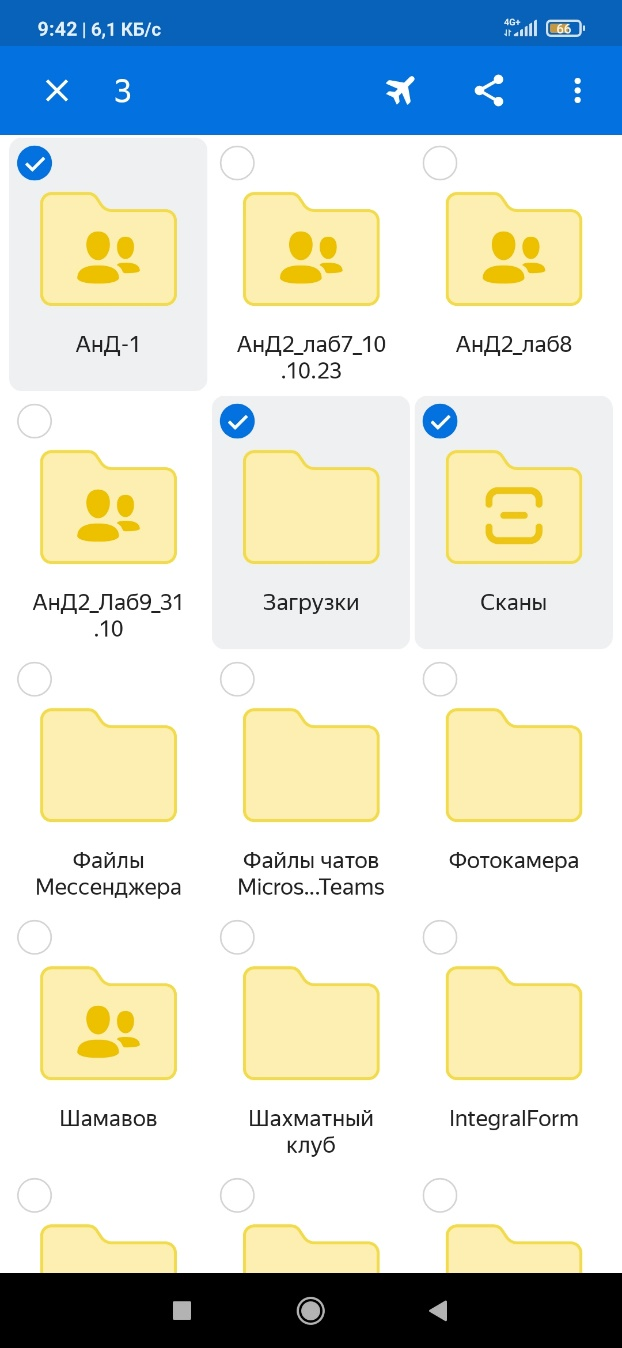 9:42 | 6,1 КБ/с
4G+
66
3
АнД-1
АнД2_лаб7_10
.10.23
АнД2_лаб8
АнД2_Лаб9_31
.10
Загрузки
Сканы
Файлы
Мессенджера
Файлы чатов
Micros...Teams
Фотокамера
Шамавов
Шахматный
клуб
IntegralForm